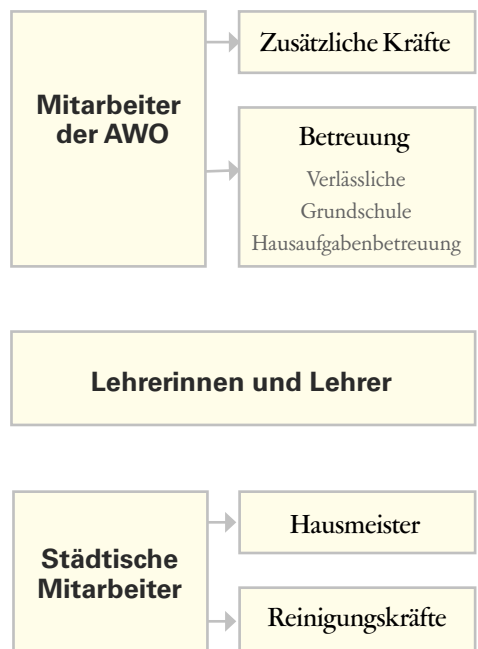 Mitarbeiter
der AWO
Zusätzliche Kräfte
Betreuung
Verlässliche
Grundschule
Hausaufgabenbetreuung
Lehrerinnen und Lehrer
Städtische
Mitarbeiter
Hausmeister
Reinigungskräfte